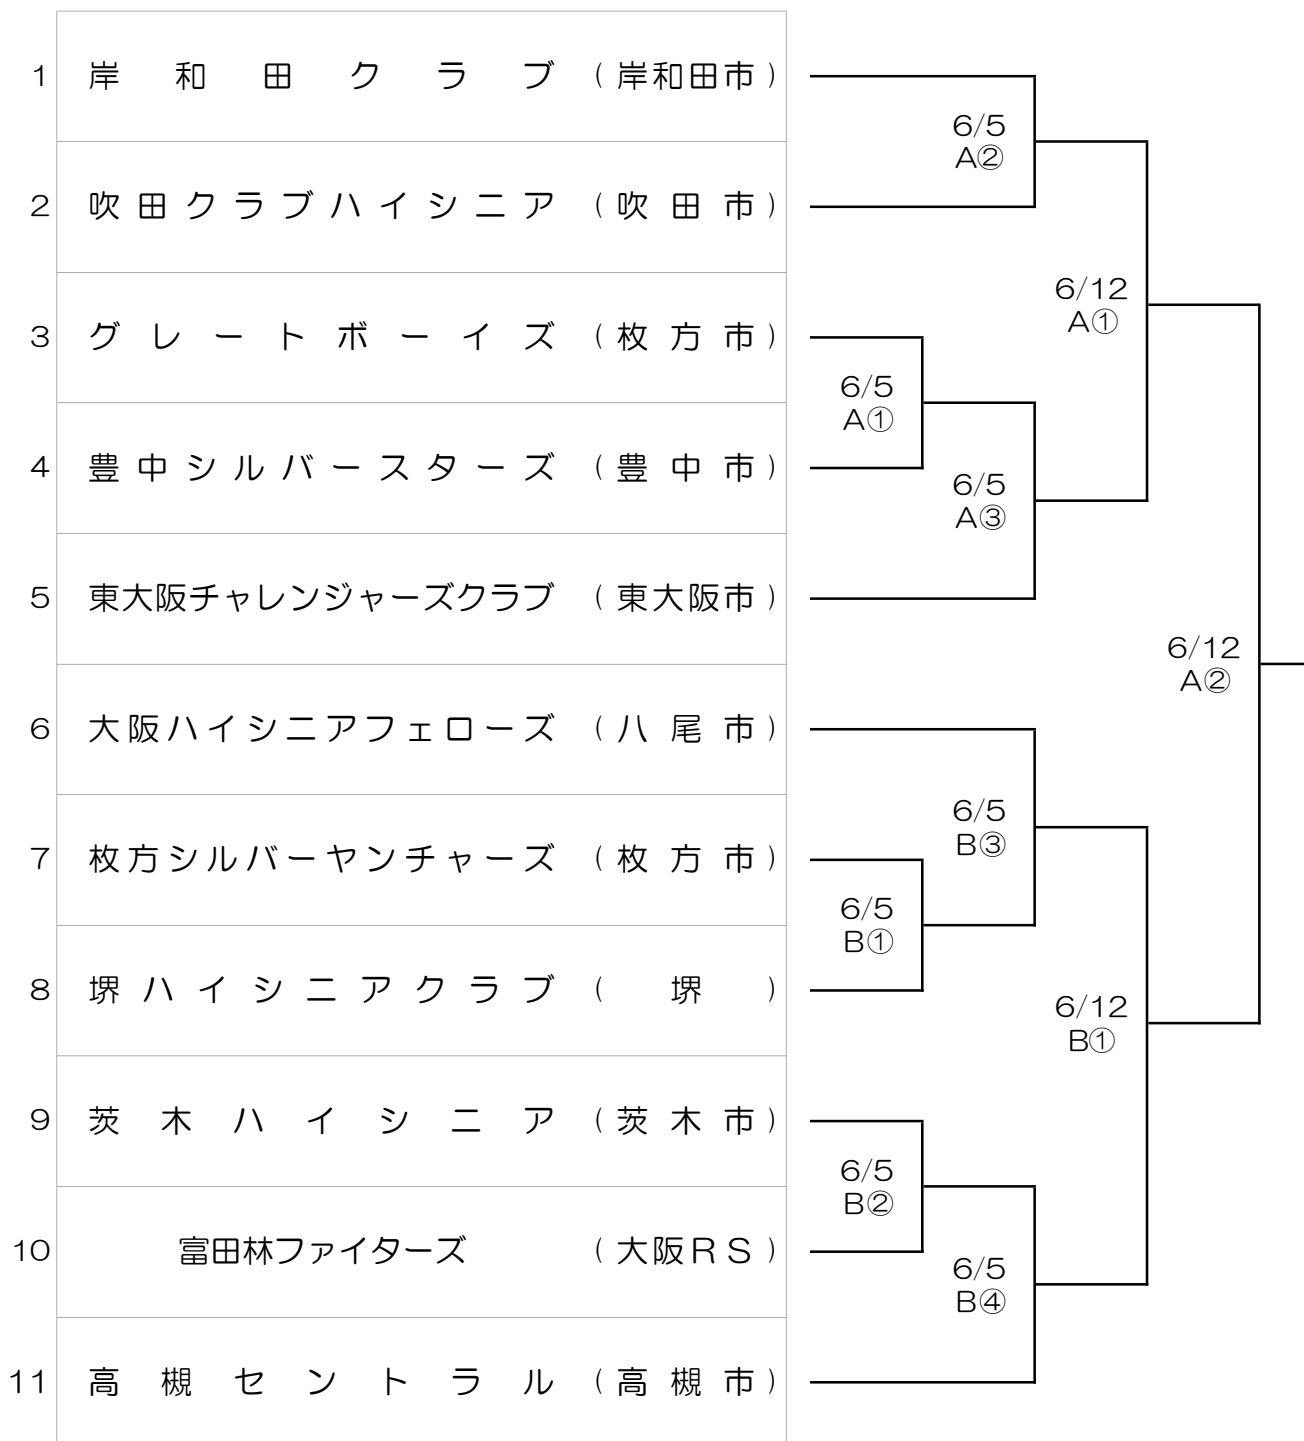 1 岸和田クラブ (岸和田市)
6/5
A②
2 吹田クラブハイシニア (吹田市)
6/12
A①
3 グレートボーイズ (枚方市)
6/5
A①
4 豊中シルバースターズ (豊中市)
6/5
A③
5 東大阪チャレンジャーズクラブ (東大阪市)
6/12
A②
6 大阪ハイシニアフェローズ (八尾市)
6/5
B③
7 枚方シルバーヤンチャーズ (枚方市)
6/5
B①
8 堺ハイシニアクラブ (堺)
6/12
B①
9 茨木ハイシニア (茨木市)
6/5
B②
10 富田林ファイターズ (大阪RS)
6/5
B④
11 高槻セントラル (高槻市)